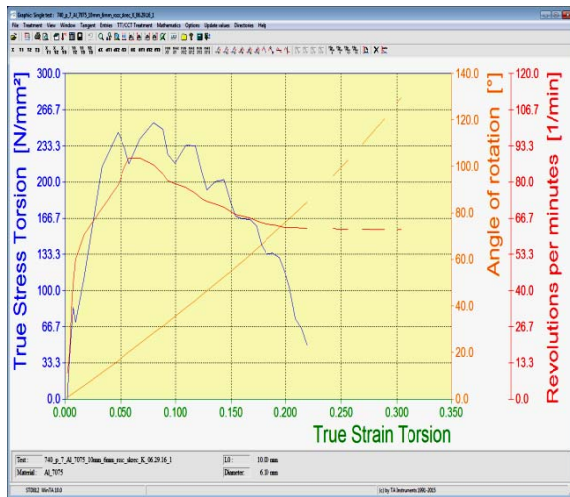 Graphic: Single test : 740_p_7_Al_7075_10mm_6mm_roz_skrec_K_06.29.16_1
File Treatment View Window Tangent Entries TTT/CCT Treatment Mathematics Options Update values Directories Help
True Stress Torsion [N/mm²]
300.0
266.7
233.3
200.0
166.7
133.3
100.0
66.7
33.3
0.0
Angle of rotation [°]
140.0
120.0
100.0
80.0
60.0
40.0
20.0
0.0
Revolutions per minutes [1/min]
120.0
106.7
93.3
80.0
66.7
53.3
40.0
26.7
13.3
0.0
0.000 0.050 0.100 0.150 0.200 0.250 0.300 0.350
True Strain Torsion
Test : 740_p_7_Al_7075_10mm_6mm_roz_skrec_K_06.29.16_1 L0 : 10.0 mm
Material: Al_7075 Diameter: 6.0 mm
WinTA 10.0 (c) by TA Instruments 1991-2015